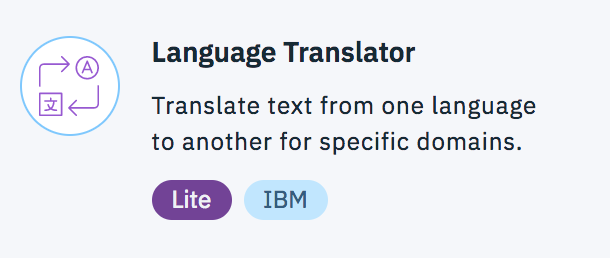 Language Translator
A
文
Translate text from one language
to another for specific domains.
Lite
IBM